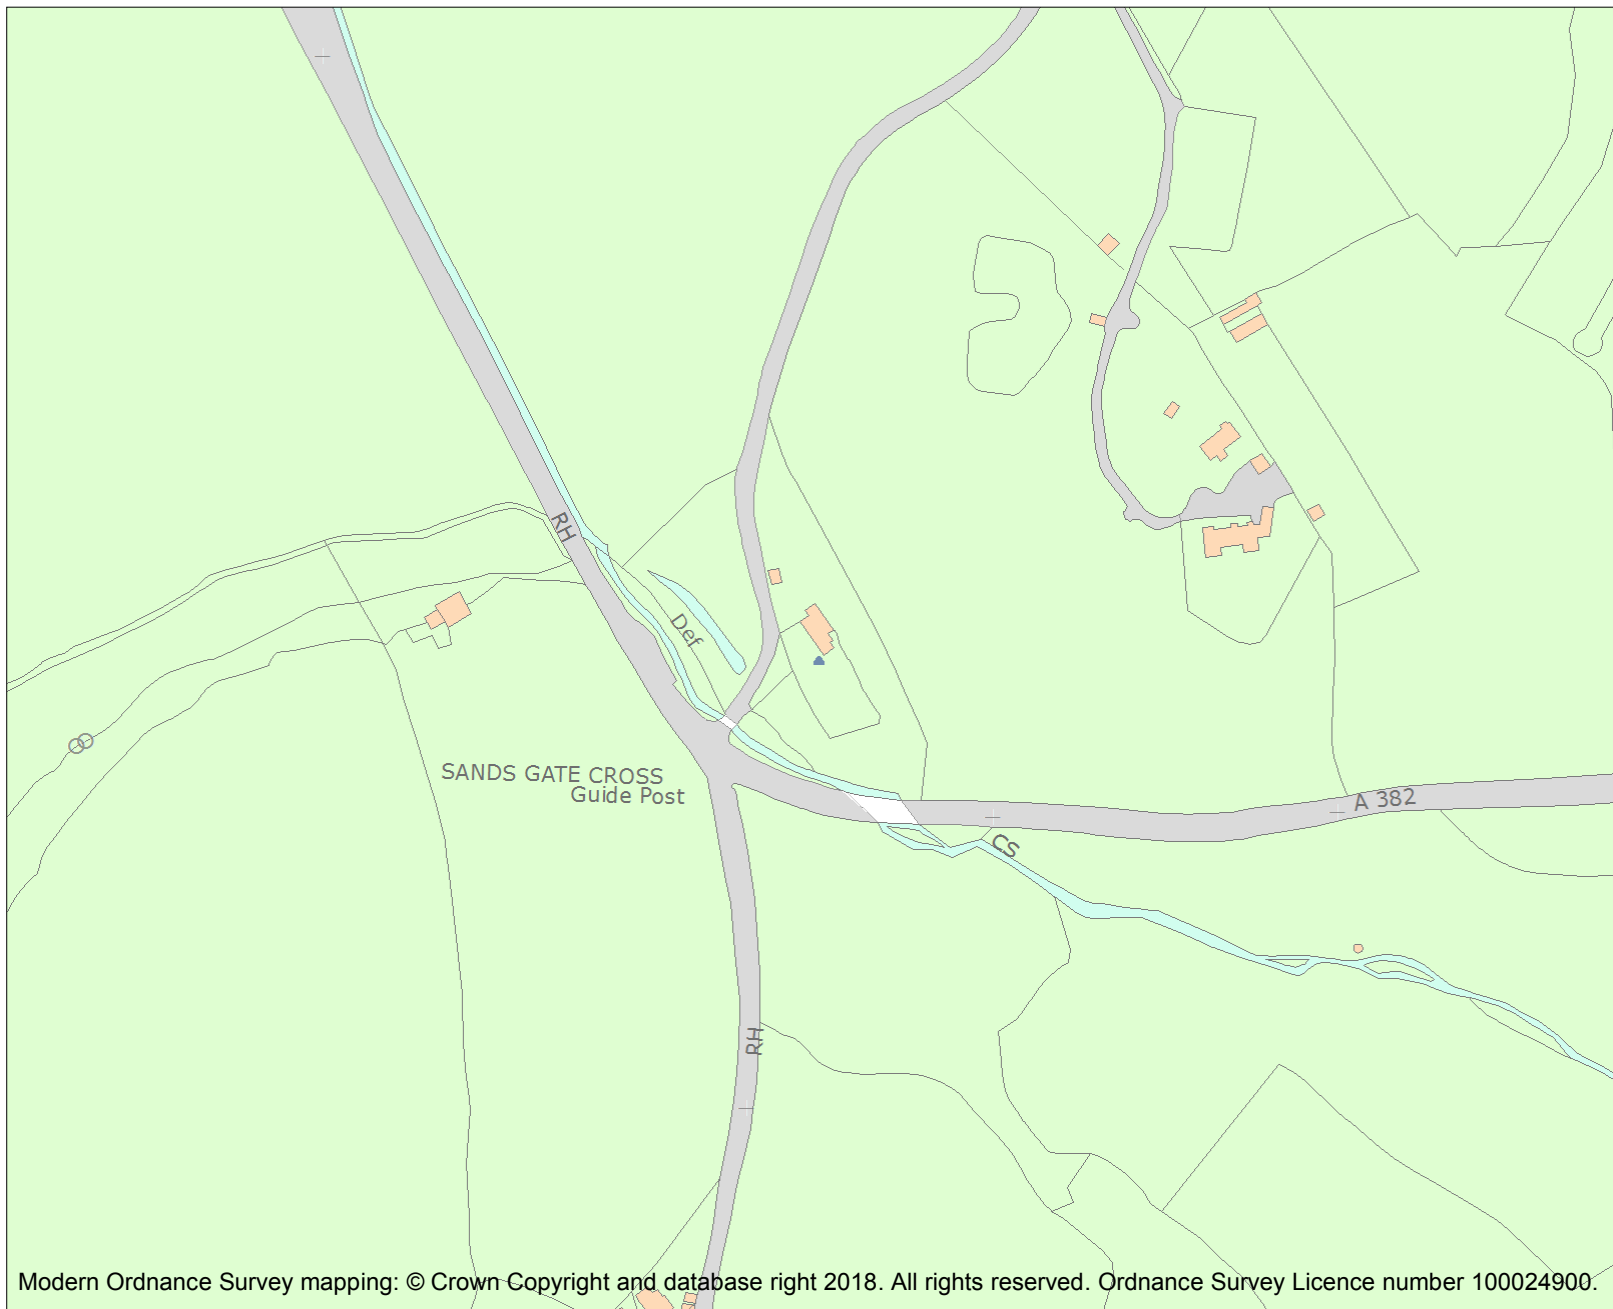 RH
Def
SANDS GATE CROSS
Guide Post
A 382
CS
RH
Modern Ordnance Survey mapping: © Crown Copyright and database right 2018. All rights reserved. Ordnance Survey Licence number 100024900.